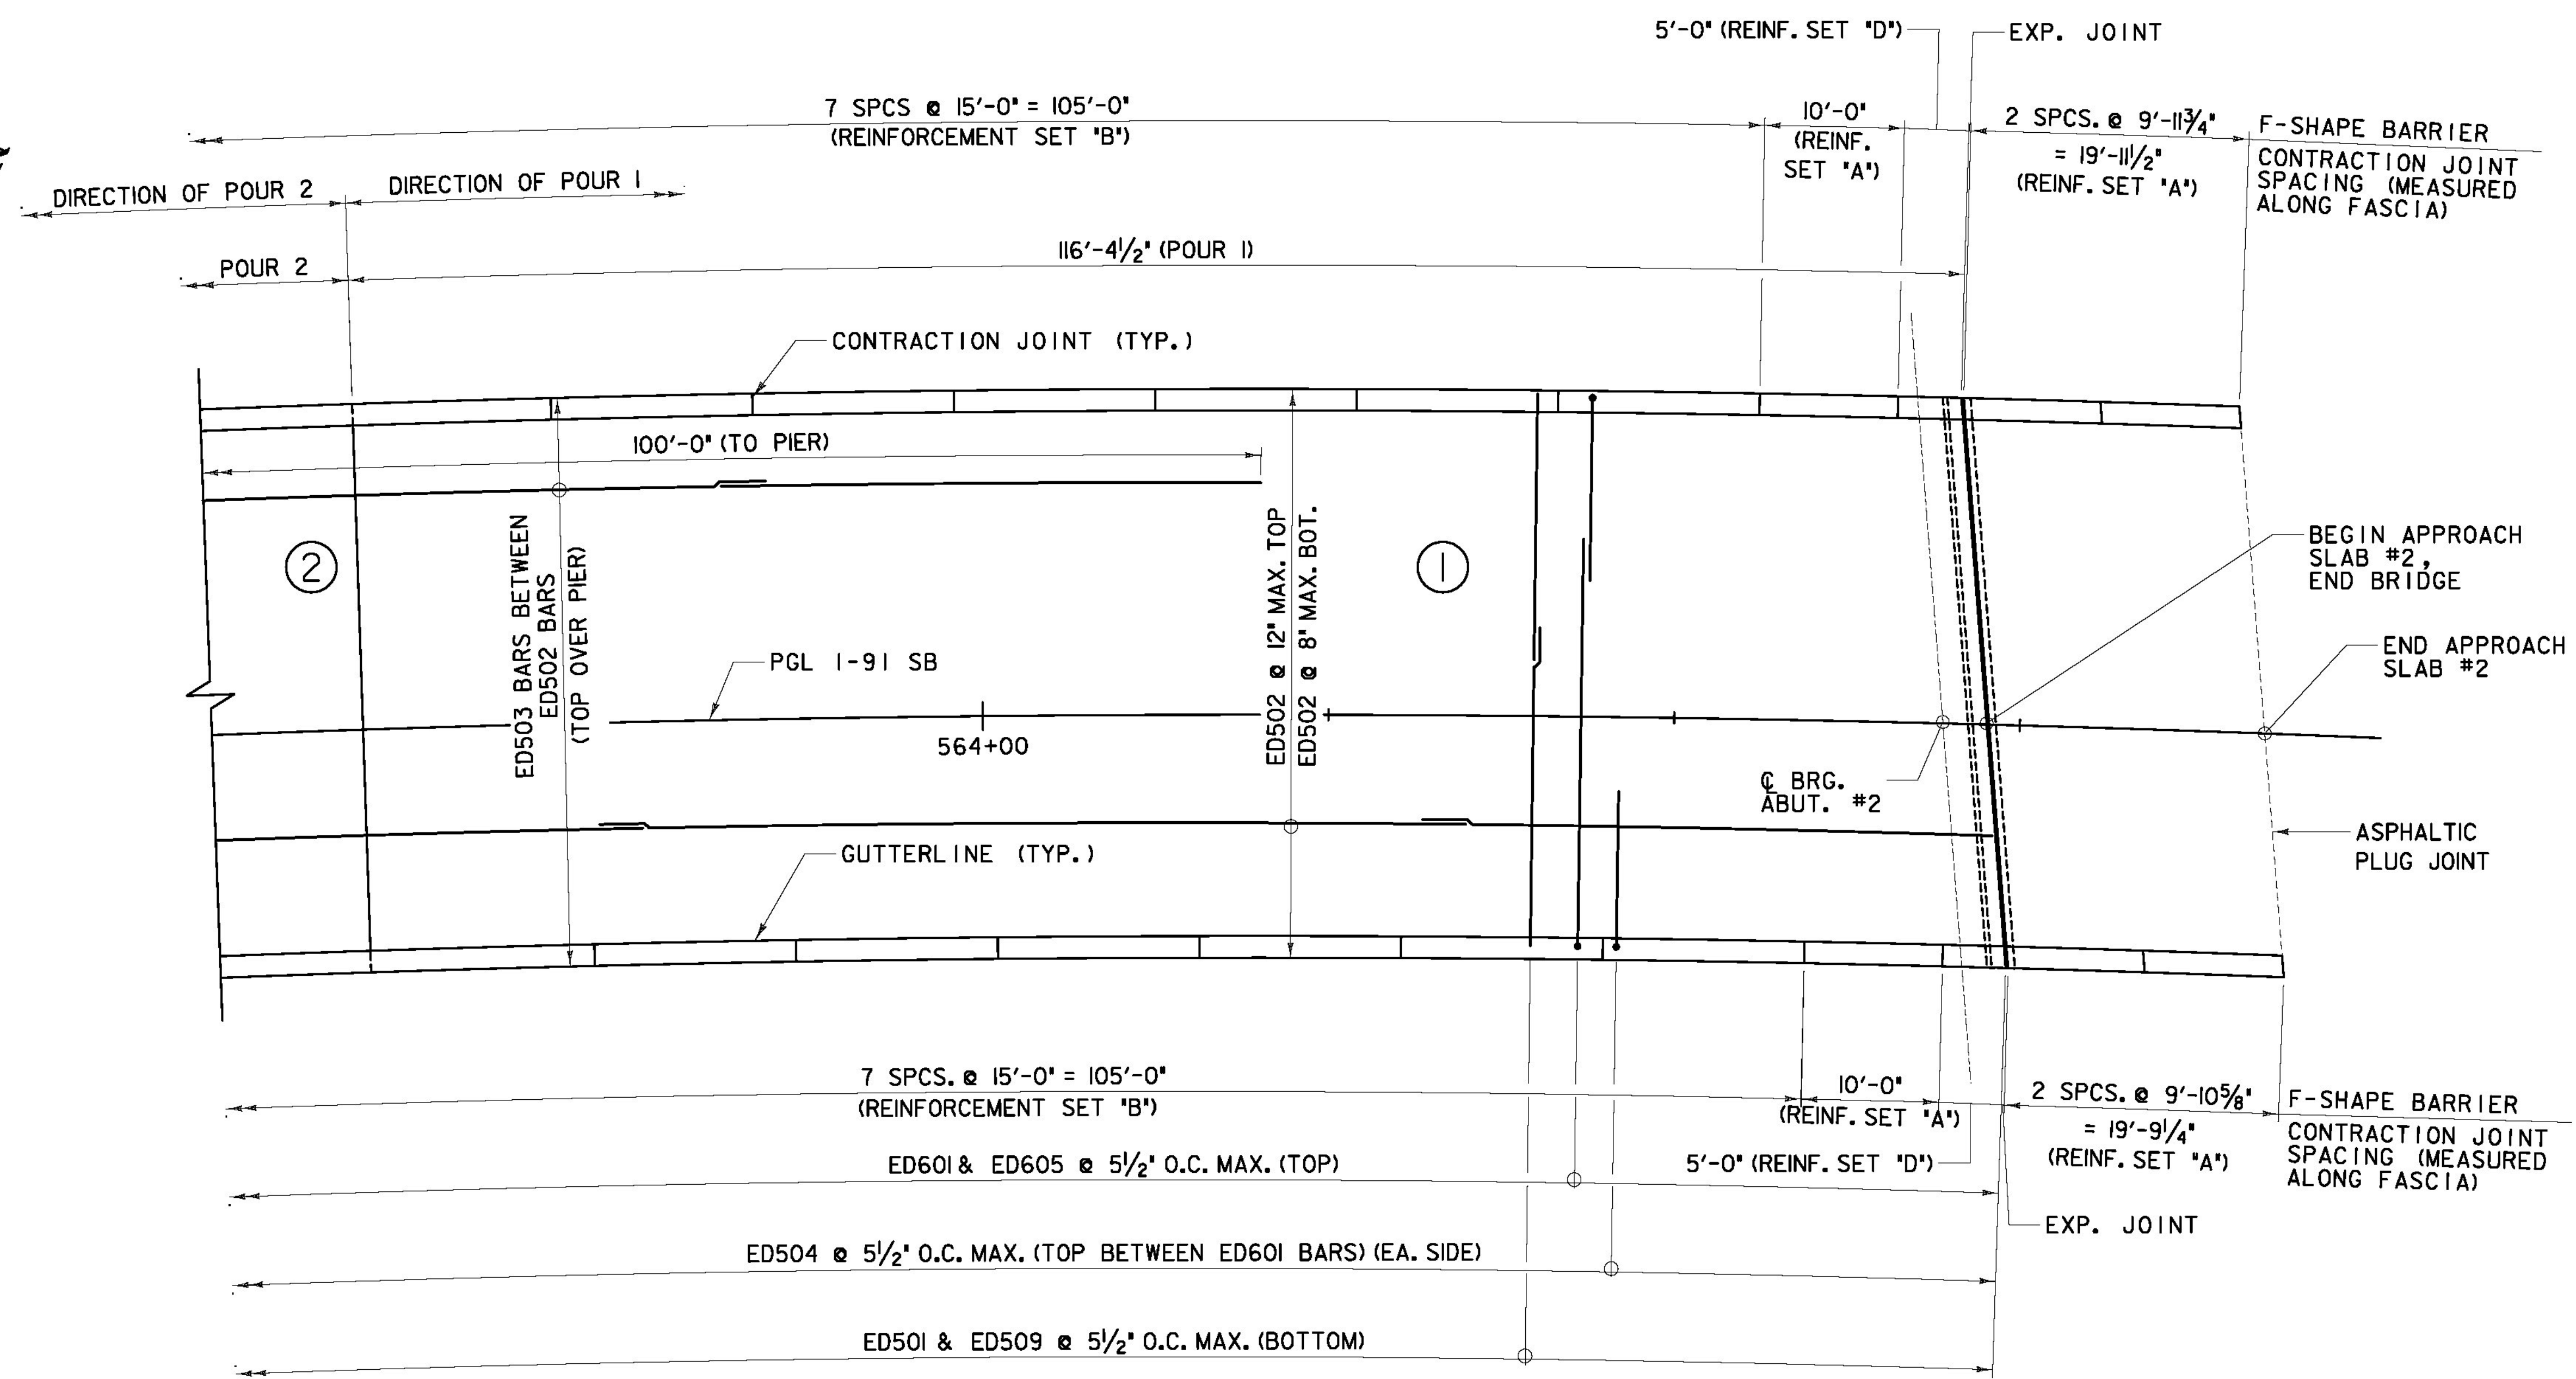 5'-0" (REINF. SET "D")
EXP. JOINT
7 SPCS @ 15'-0" = 105'-0"
(REINFORCEMENT SET "B")
10'-0"
(REINF.
SET "A")
2 SPCS. @ 9'-11¾"
= 19'-11½"
(REINF. SET "A")
F-SHAPE BARRIER
CONTRACTION JOINT
SPACING (MEASURED
ALONG FASCIA)
DIRECTION OF POUR 2
DIRECTION OF POUR 1
POUR 2
116'-4½" (POUR 1)
CONTRACTION JOINT (TYP.)
100'-0" (TO PIER)
ED503 BARS BETWEEN
ED502 BARS
(TOP OVER PIER)
ED502 @ 12" MAX. TOP
ED502 @ 8" MAX. BOT.
2
1
BEGIN APPROACH
SLAB #2,
END BRIDGE
END APPROACH
SLAB #2
PGL I-91 SB
564+00
℄ BRG.
ABUT. #2
ASPHALTIC
PLUG JOINT
GUTTERLINE (TYP.)
7 SPCS. @ 15'-0" = 105'-0"
(REINFORCEMENT SET "B")
10'-0"
(REINF. SET "A")
2 SPCS. @ 9'-10⅝"
= 19'-9¼"
(REINF. SET "A")
F-SHAPE BARRIER
CONTRACTION JOINT
SPACING (MEASURED
ALONG FASCIA)
ED601 & ED605 @ 5½" O.C. MAX. (TOP)
5'-0" (REINF. SET "D")
EXP. JOINT
ED504 @ 5½" O.C. MAX. (TOP BETWEEN ED601 BARS) (EA. SIDE)
ED501 & ED509 @ 5½" O.C. MAX. (BOTTOM)